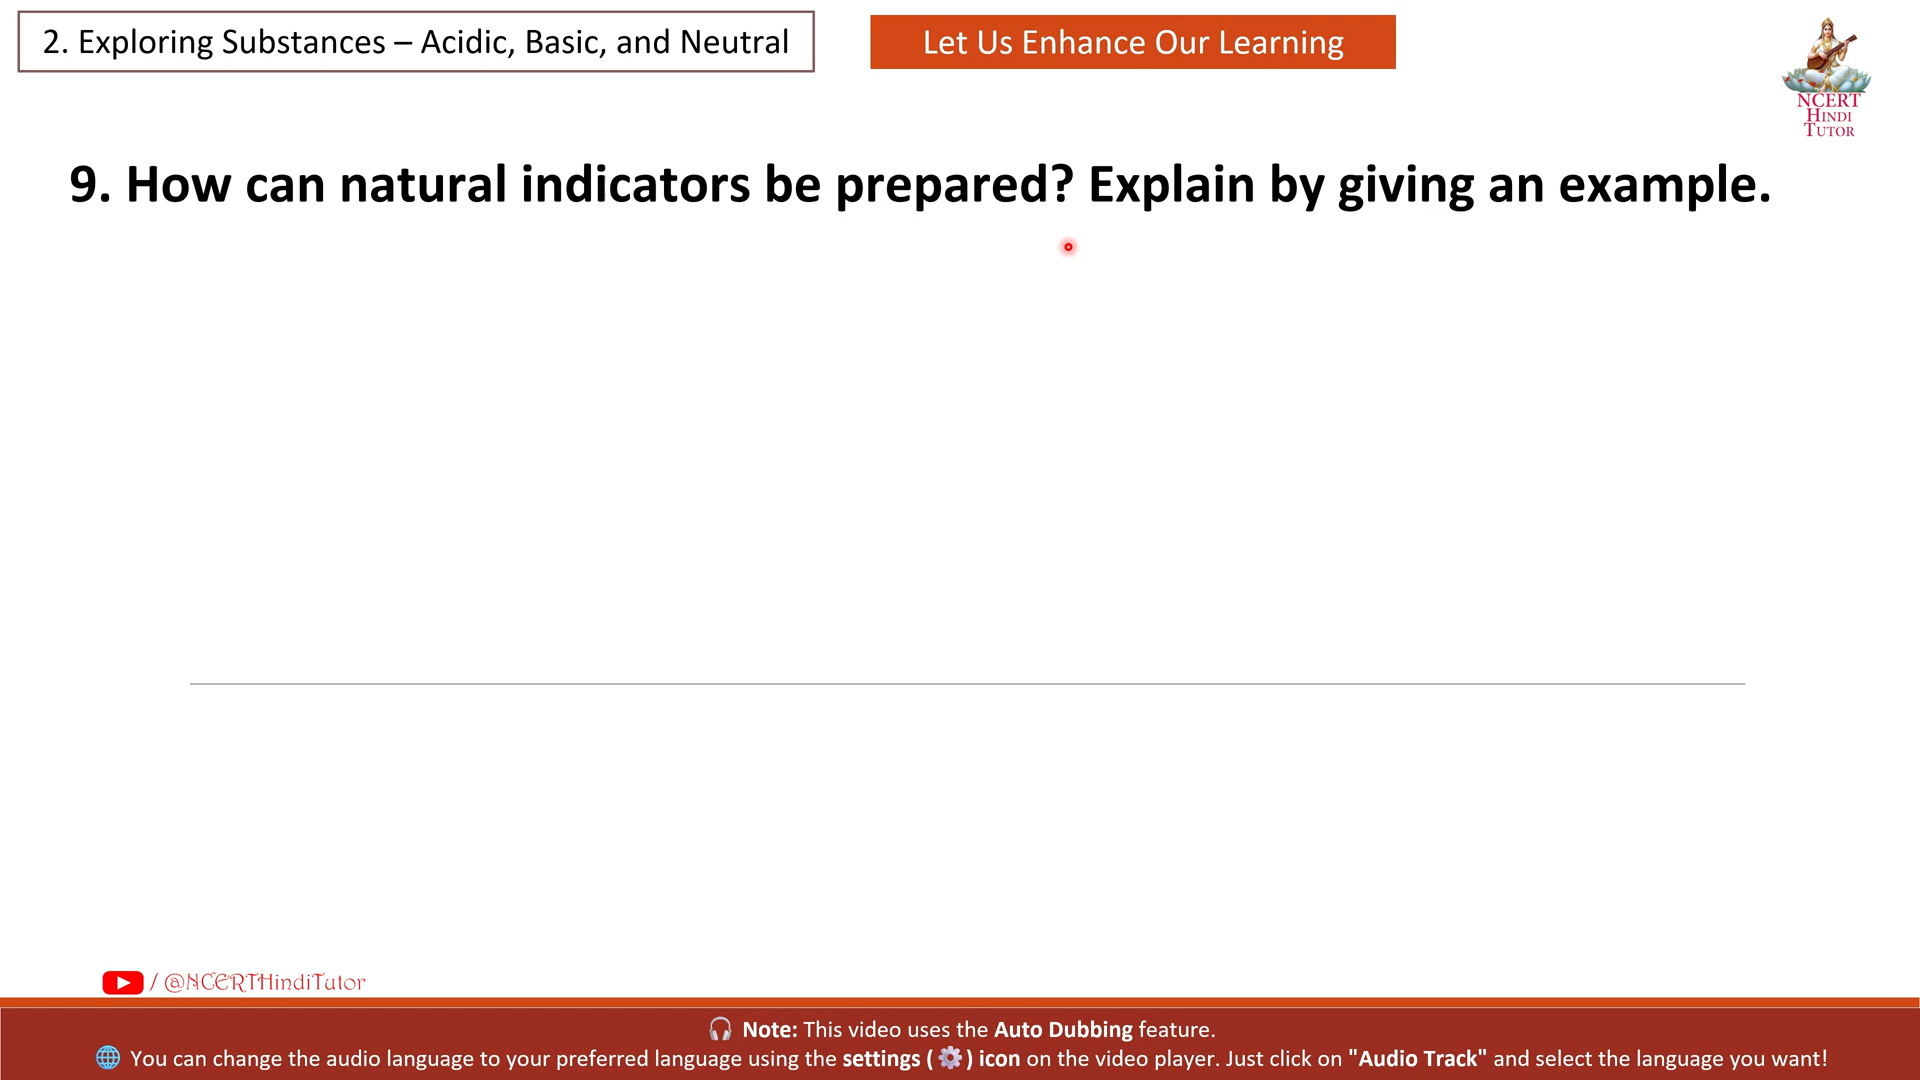 2. Exploring Substances – Acidic, Basic, and Neutral
Let Us Enhance Our Learning
NCERT
HINDI
TUTOR
9. How can natural indicators be prepared? Explain by giving an example.
/ @NCERTHindiTutor
Note: This video uses the Auto Dubbing feature.
You can change the audio language to your preferred language using the settings ( ⚙ ) icon on the video player. Just click on "Audio Track" and select the language you want!